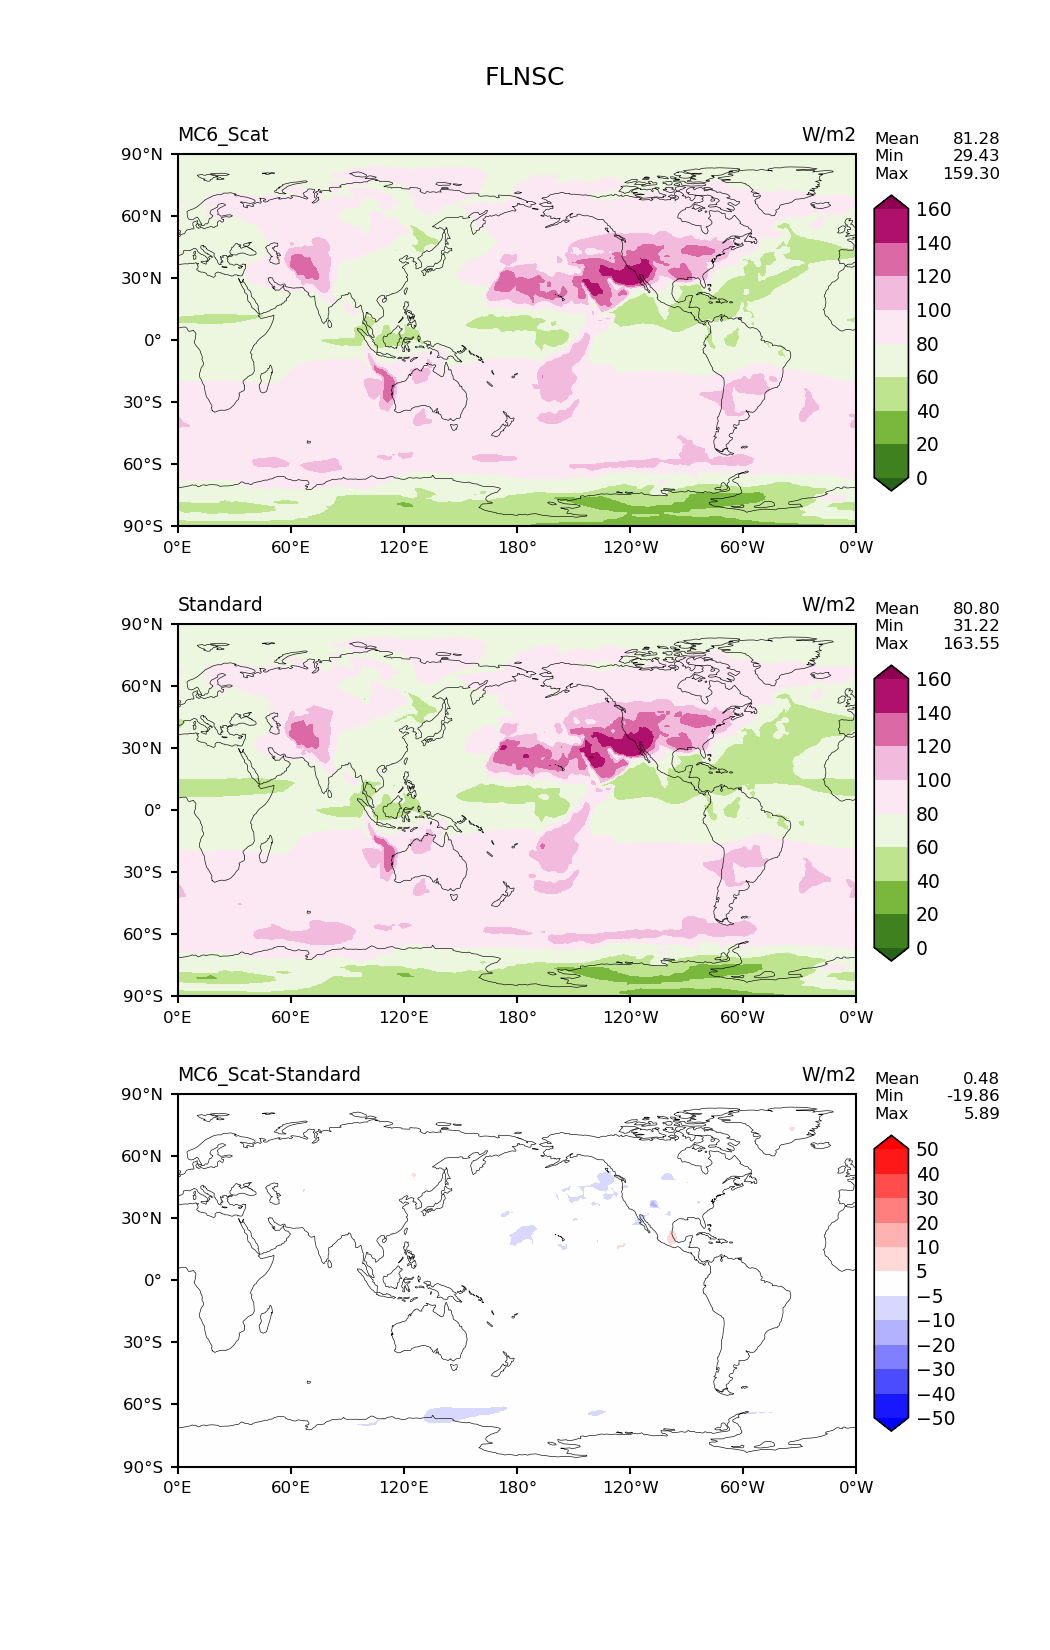 FLNSC
MC6_Scat W/m2
Mean 81.28
Min 29.43
Max 159.30
90°N
60°N
30°N
0°
30°S
60°S
90°S
0°E 60°E 120°E 180° 120°W 60°W 0°W
160
140
120
100
80
60
40
20
0
Standard W/m2
Mean 80.80
Min 31.22
Max 163.55
90°N
60°N
30°N
0°
30°S
60°S
90°S
0°E 60°E 120°E 180° 120°W 60°W 0°W
160
140
120
100
80
60
40
20
0
MC6_Scat-Standard W/m2
Mean 0.48
Min -19.86
Max 5.89
90°N
60°N
30°N
0°
30°S
60°S
90°S
0°E 60°E 120°E 180° 120°W 60°W 0°W
50
40
30
20
10
5
−5
−10
−20
−30
−40
−50